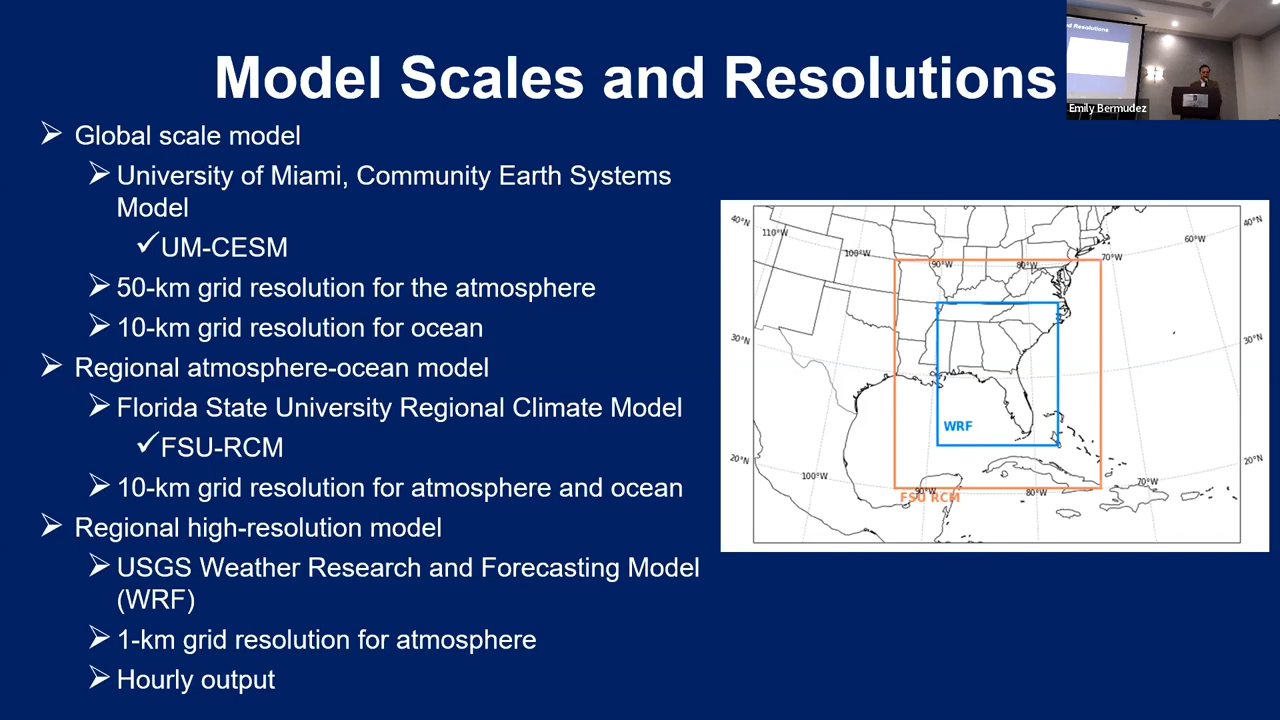 Model Scales and Resolutions
d Resolutions
Emily Bermudez
➢ Global scale model
➢ University of Miami, Community Earth Systems
Model
✓ UM-CESM
➢ 50-km grid resolution for the atmosphere
➢ 10-km grid resolution for ocean
➢ Regional atmosphere-ocean model
➢ Florida State University Regional Climate Model
✓ FSU-RCM
➢ 10-km grid resolution for atmosphere and ocean
➢ Regional high-resolution model
➢ USGS Weather Research and Forecasting Model
(WRF)
➢ 1-km grid resolution for atmosphere
➢ Hourly output
40°N
110°W
100°W
90°W
80°W
70°W
60°W
40°N
30°N
30°N
WRF
20°N
100°W
90°W
80°W
70°W
20°N
FSU RCM